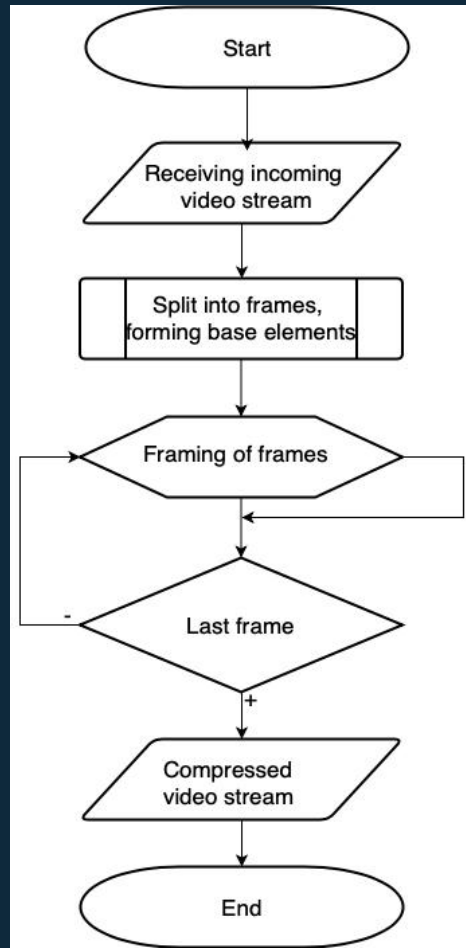 Start
Receiving incoming
video stream
Split into frames,
forming base elements
Framing of frames
Last frame
-
+
Compressed
video stream
End